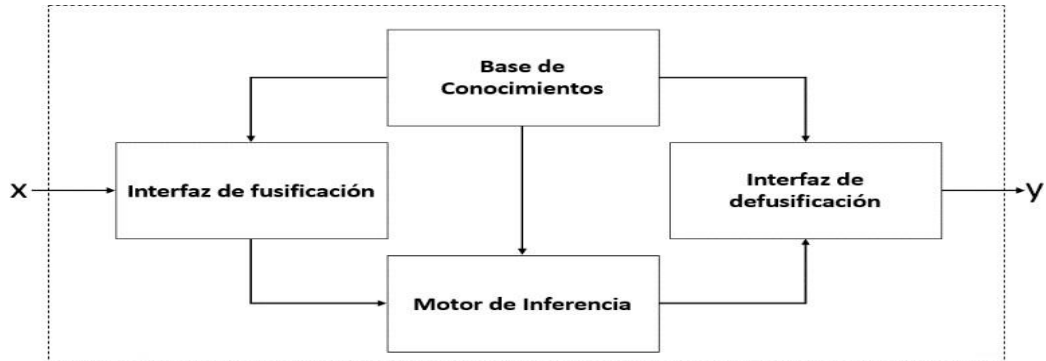 Base de
Conocimientos
x
Interfaz de fusificación
Interfaz de
defusificación
y
Motor de Inferencia